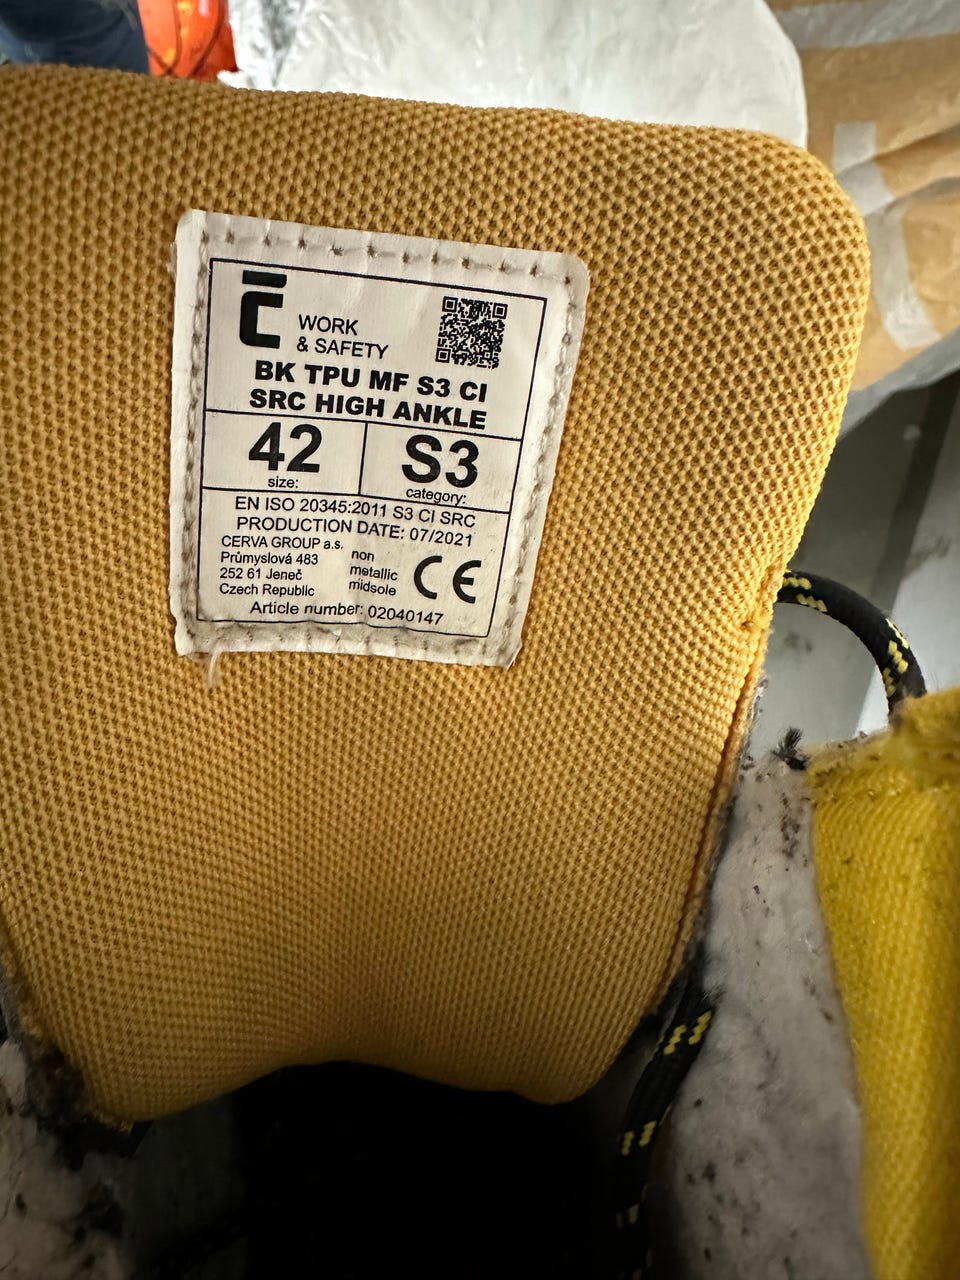 Č WORK
& SAFETY
BK TPU MF S3 CI
SRC HIGH ANKLE
42
size:
S3
category:
EN ISO 20345:2011 S3 CI SRC
PRODUCTION DATE: 07/2021
CERVA GROUP a.s.
Průmyslová 483
252 61 Jeneč
Czech Republic
non
metallic
midsole
CE
Article number: 02040147